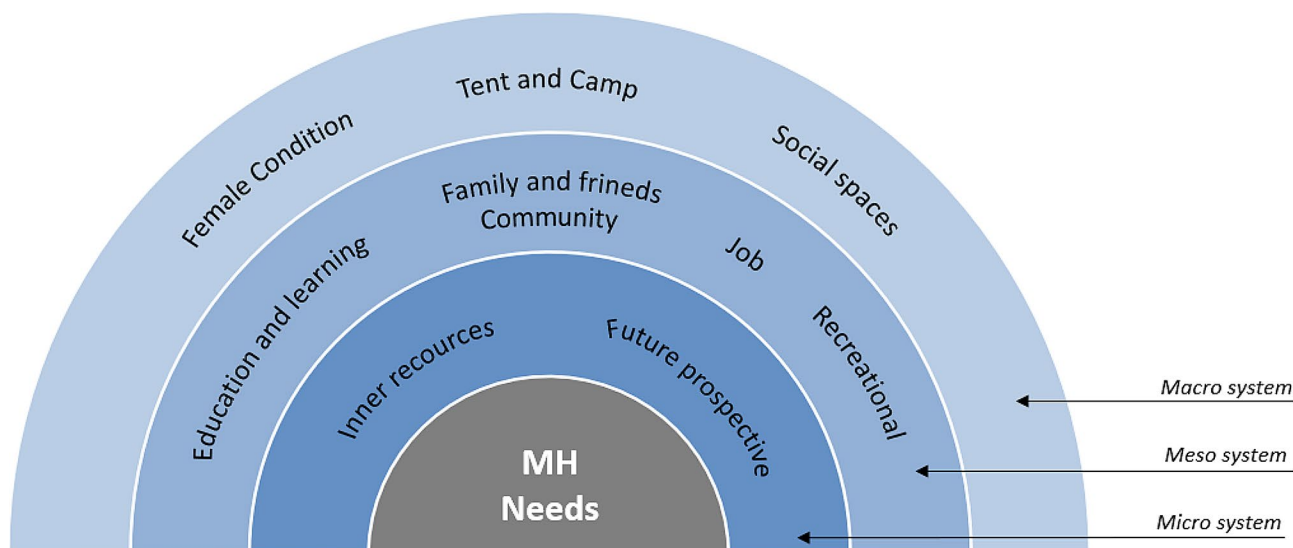 Female Condition
Tent and Camp
Social spaces
Education and learning
Family and frineds
Community
Job
Recreational
Inner recources
Future prospective
MH
Needs
Macro system
Meso system
Micro system